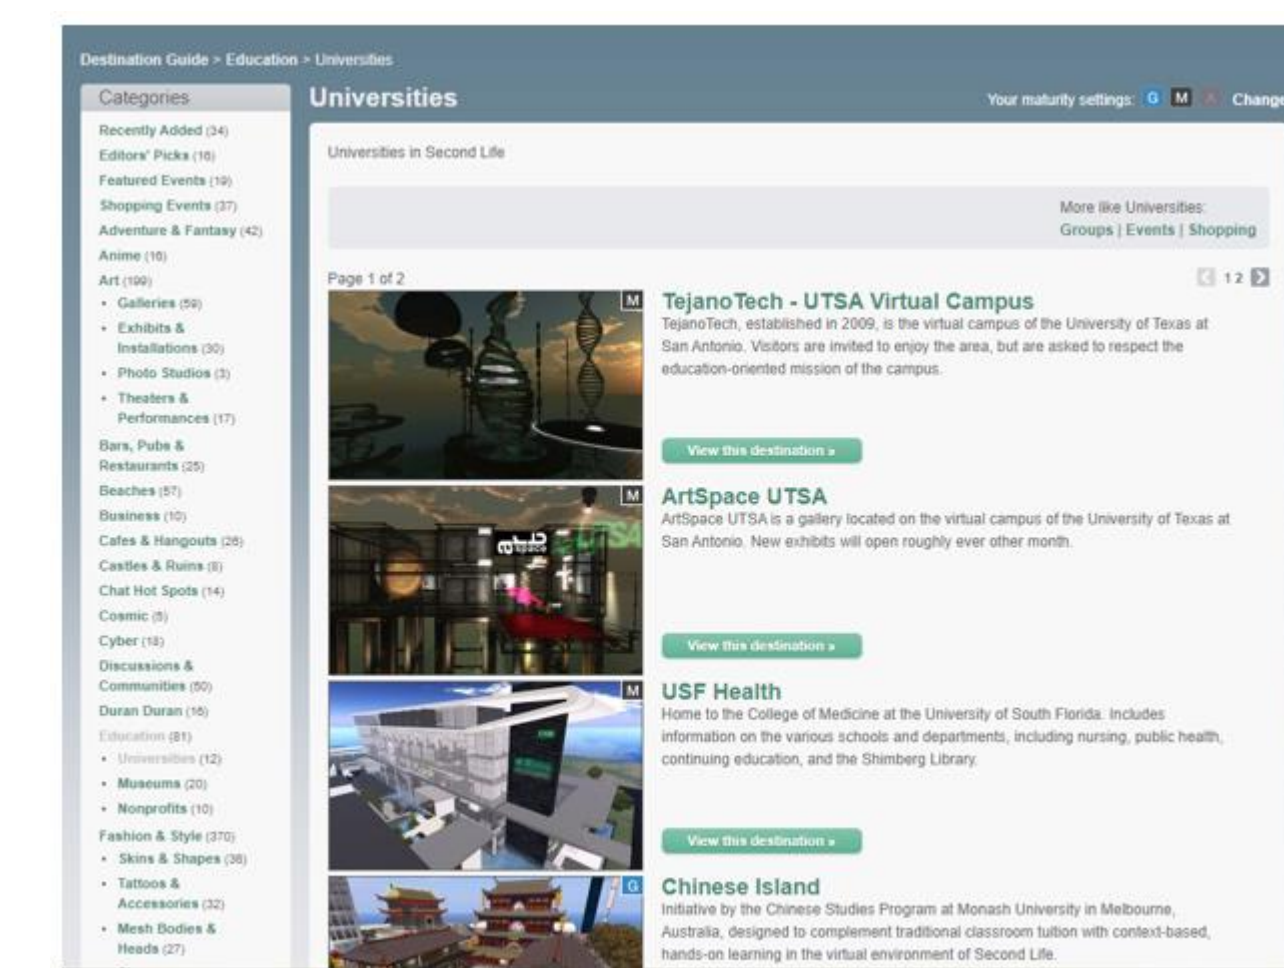 Destination Guide > Education > Universities
Categories
Recently Added (34)
Editors' Picks (16)
Featured Events (19)
Shopping Events (37)
Adventure & Fantasy (42)
Anime (16)
Art (199)
• Galleries (59)
• Exhibits &
Installations (30)
• Photo Studios (3)
• Theaters &
Performances (17)
Bars, Pubs &
Restaurants (25)
Beaches (57)
Business (10)
Cafes & Hangouts (26)
Castles & Ruins (8)
Chat Hot Spots (14)
Cosmic (5)
Cyber (18)
Discussions &
Communities (50)
Duran Duran (16)
Education (81)
• Universities (12)
• Museums (20)
• Nonprofits (10)
Fashion & Style (370)
• Skins & Shapes (36)
• Tattoos &
Accessories (32)
• Mesh Bodies &
Heads (27)
Universities
Your maturity settings: G M Change
Universities in Second Life
More like Universities:
Groups | Events | Shopping
Page 1 of 2
1 2
M
TejanoTech - UTSA Virtual Campus
TejanoTech, established in 2009, is the virtual campus of the University of Texas at
San Antonio. Visitors are invited to enjoy the area, but are asked to respect the
education-oriented mission of the campus.
View this destination »
M
space
UTSA
ArtSpace UTSA
ArtSpace UTSA is a gallery located on the virtual campus of the University of Texas at
San Antonio. New exhibits will open roughly ever other month.
View this destination »
M
USF Health
Home to the College of Medicine at the University of South Florida. Includes
information on the various schools and departments, including nursing, public health,
continuing education, and the Shimberg Library.
View this destination »
G
Chinese Island
Initiative by the Chinese Studies Program at Monash University in Melbourne,
Australia, designed to complement traditional classroom tuition with context-based,
hands-on learning in the virtual environment of Second Life.